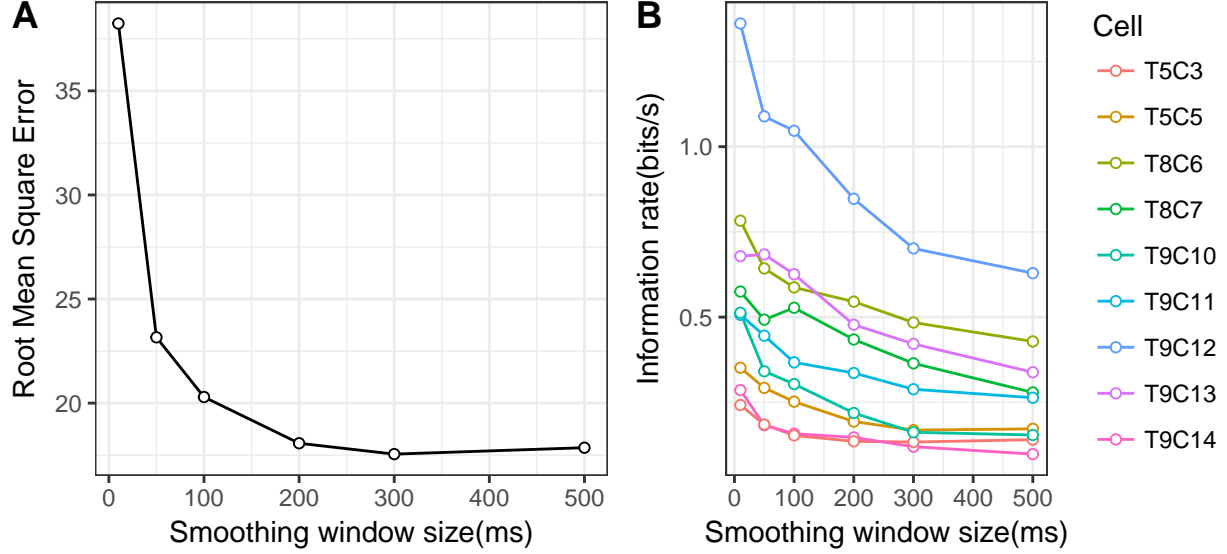 A
Root Mean Square Error
35
30
25
20
0 100 200 300 400 500
Smoothing window size(ms)
B
Information rate(bits/s)
1.0
0.5
0 100 200 300 400 500
Smoothing window size(ms)
Cell
T5C3
T5C5
T8C6
T8C7
T9C10
T9C11
T9C12
T9C13
T9C14